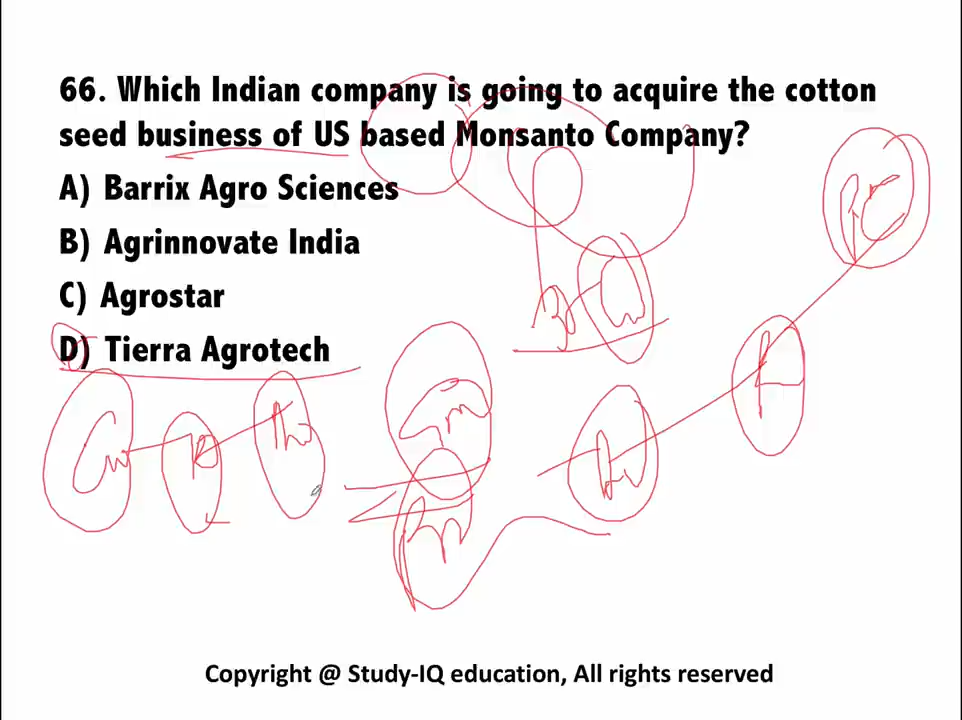 66. Which Indian company is going to acquire the cotton
seed business of US based Monsanto Company?
A) Barrix Agro Sciences
B) Agrinnovate India
C) Agrostar
D) Tierra Agrotech
Copyright @ Study-IQ education, All rights reserved